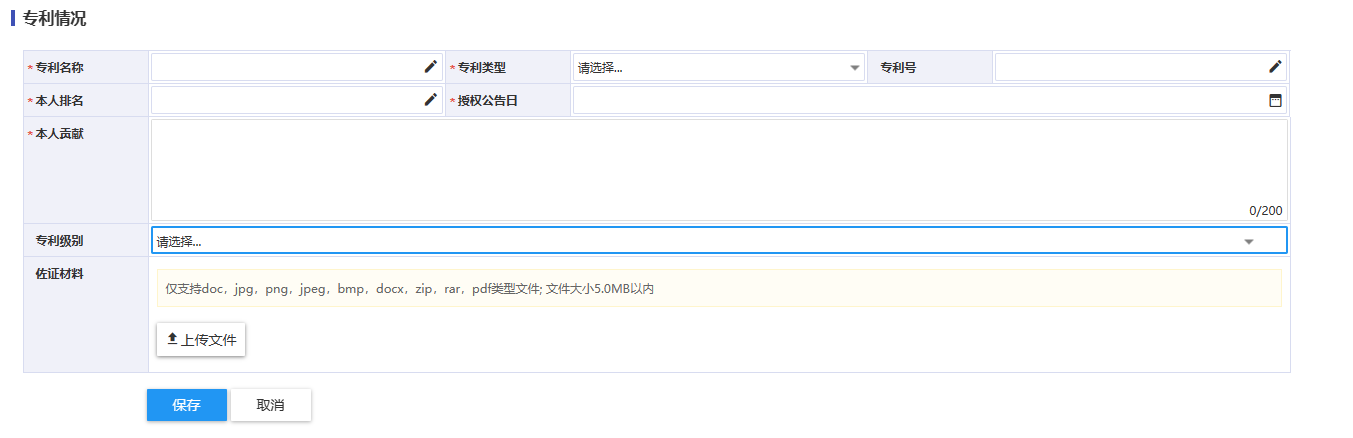 专利情况
*专利名称 *专利类型 请选择... 专利号
*本人排名 *授权公告日
*本人贡献
0/200
专利级别 请选择...
佐证材料
仅支持doc，jpg，png，jpeg，bmp，docx，zip，rar，pdf类型文件; 文件大小5.0MB以内
上传文件
保存 取消